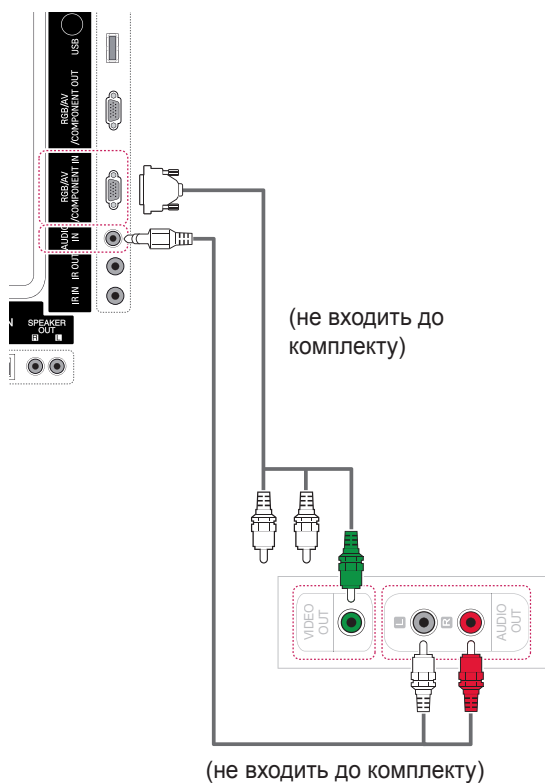 USB
RGB/AV
/COMPONENT OUT
RGB/AV
/COMPONENT IN
AUDIO
IN
IR OUT
IR IN
N
SPEAKER
OUT
R L
(не входить до
комплекту)
VIDEO
OUT
L
R
AUDIO
OUT
(не входить до комплекту)